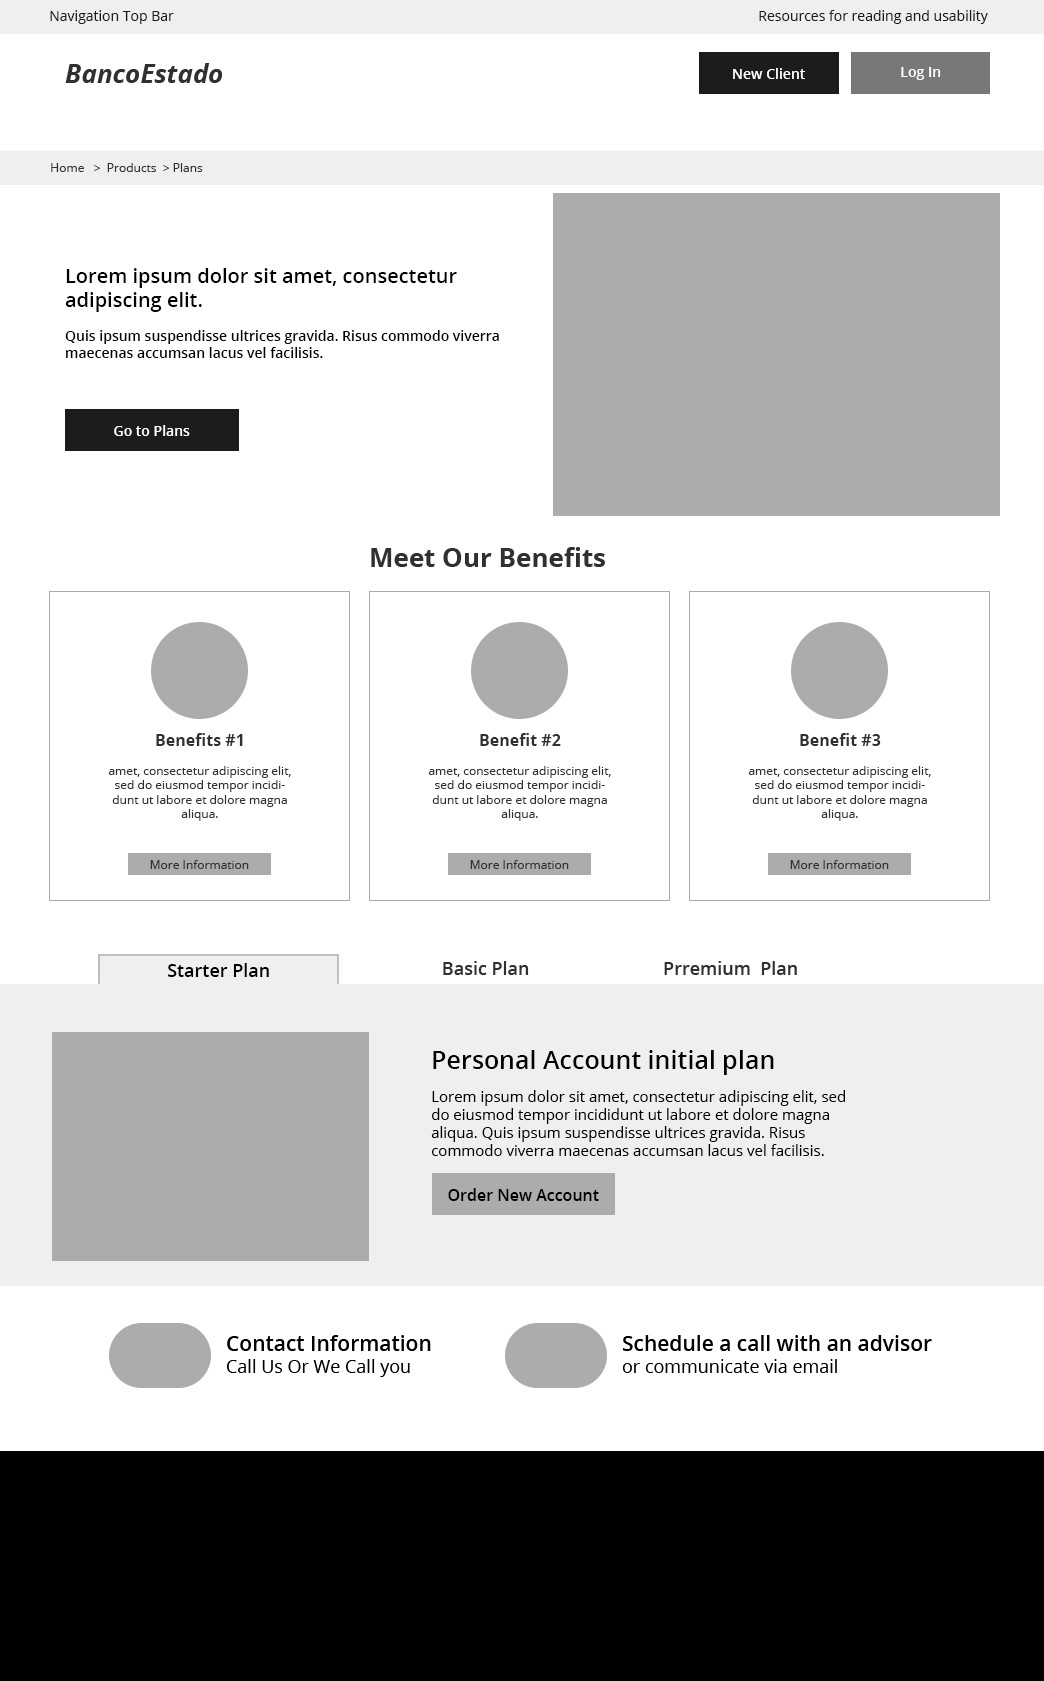 Navigation Top Bar
Resources for reading and usability
BancoEstado
New Client
Log In
Home > Products > Plans
Lorem ipsum dolor sit amet, consectetur
adipiscing elit.
Quis ipsum suspendisse ultrices gravida. Risus commodo viverra
maecenas accumsan lacus vel facilisis.
Go to Plans
Meet Our Benefits
Benefits #1
amet, consectetur adipiscing elit,
sed do eiusmod tempor incidi-
dunt ut labore et dolore magna
aliqua.
More Information
Benefit #2
amet, consectetur adipiscing elit,
sed do eiusmod tempor incidi-
dunt ut labore et dolore magna
aliqua.
More Information
Benefit #3
amet, consectetur adipiscing elit,
sed do eiusmod tempor incidi-
dunt ut labore et dolore magna
aliqua.
More Information
Starter Plan
Basic Plan
Prremium Plan
Personal Account initial plan
Lorem ipsum dolor sit amet, consectetur adipiscing elit, sed
do eiusmod tempor incididunt ut labore et dolore magna
aliqua. Quis ipsum suspendisse ultrices gravida. Risus
commodo viverra maecenas accumsan lacus vel facilisis.
Order New Account
Contact Information
Call Us Or We Call you
Schedule a call with an advisor
or communicate via email